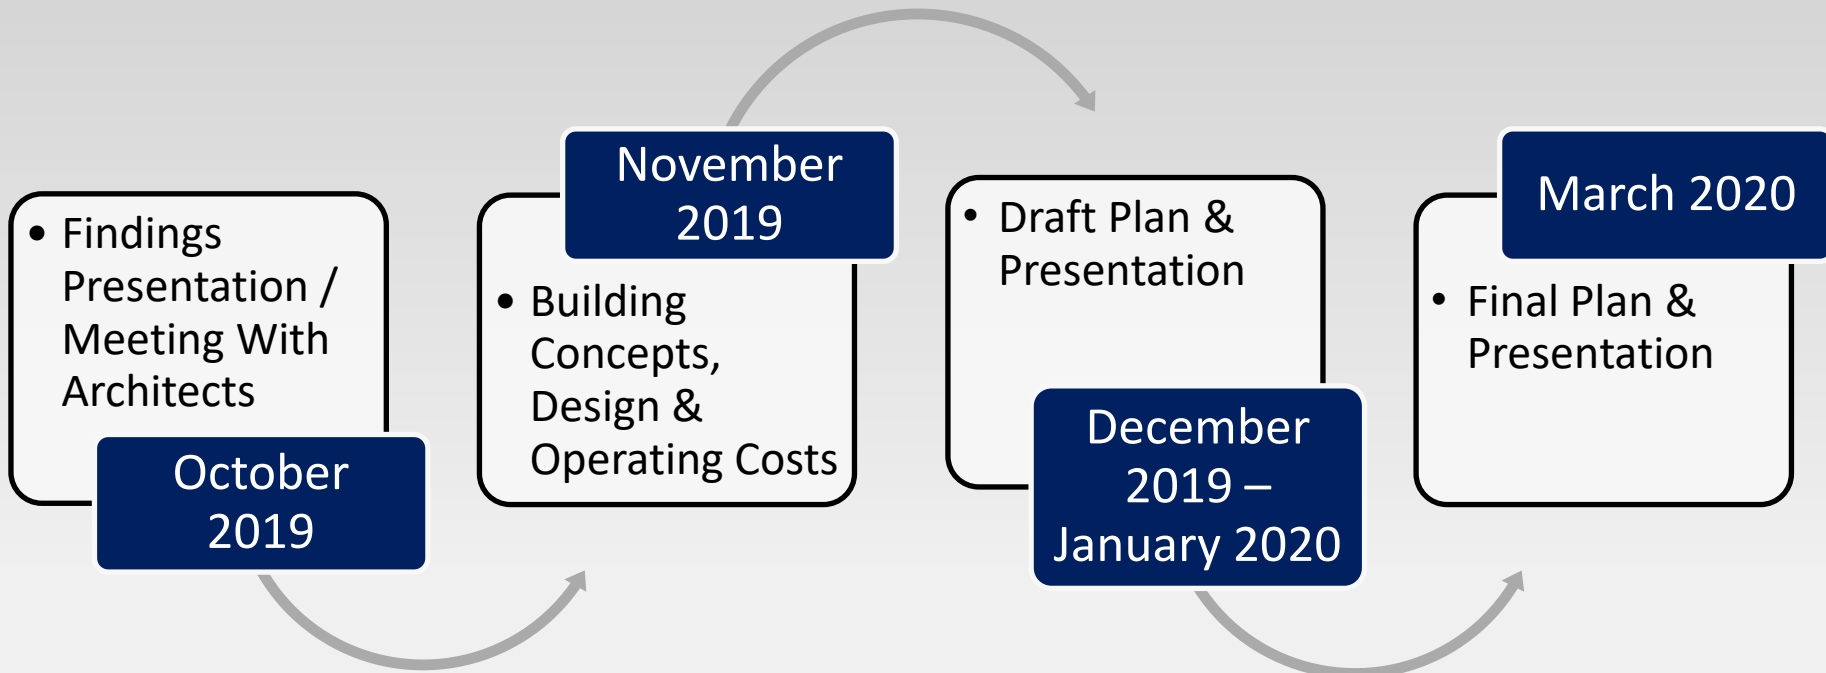 • Findings
Presentation /
Meeting With
Architects
October
2019
November
2019
• Building
Concepts,
Design &
Operating Costs
• Draft Plan &
Presentation
December
2019 –
January 2020
March 2020
• Final Plan &
Presentation